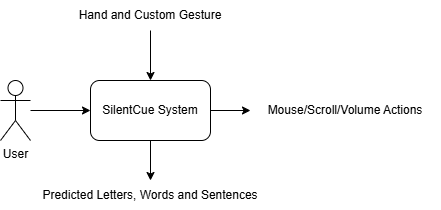 Hand and Custom Gesture
SilentCue System
Mouse/Scroll/Volume Actions
User
Predicted Letters, Words and Sentences